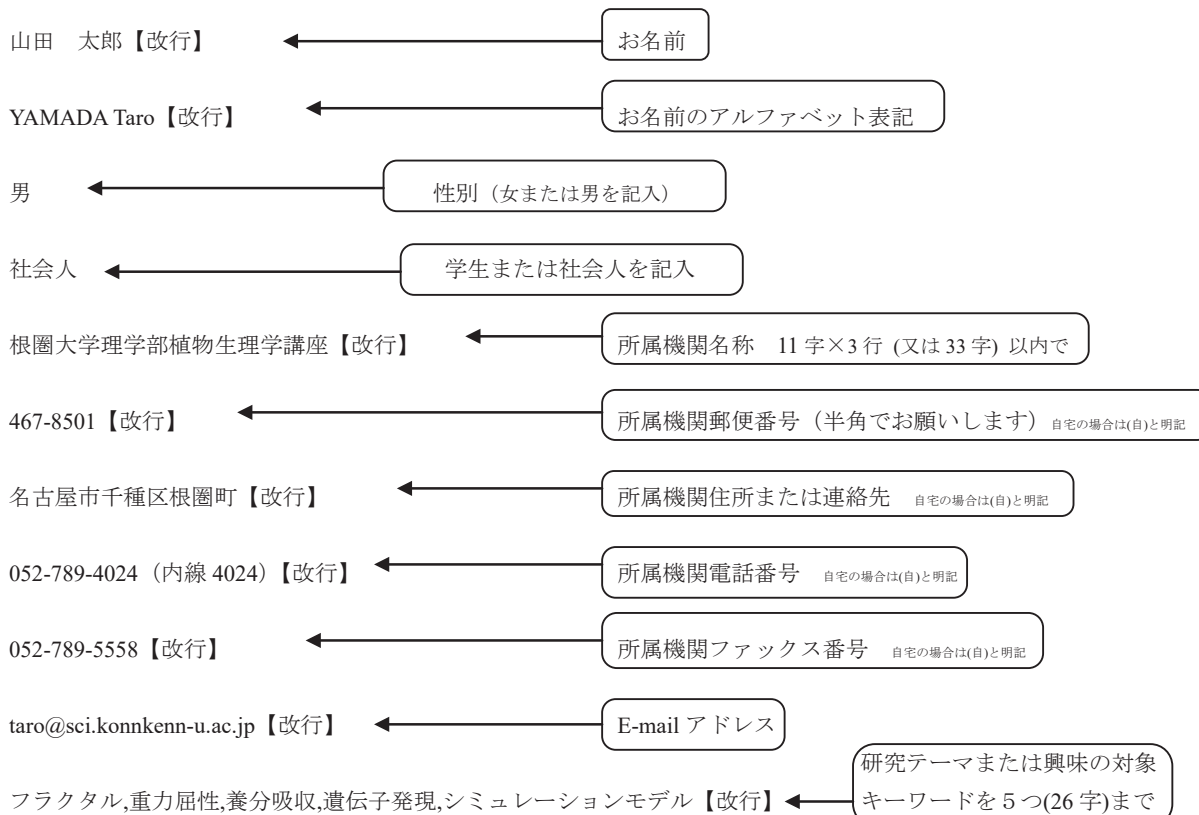 山田　太郎【改行】 お名前
YAMADA Taro【改行】 お名前のアルファベット表記
男 性別（女または男を記入）
社会人 学生または社会人を記入
根圏大学理学部植物生理学講座【改行】 所属機関名称　11 字×3 行 (又は 33 字) 以内で
467-8501【改行】 所属機関郵便番号（半角でお願いします）自宅の場合は(自)と明記
名古屋市千種区根圏町【改行】 所属機関住所または連絡先　自宅の場合は(自)と明記
052-789-4024（内線 4024）【改行】 所属機関電話番号　自宅の場合は(自)と明記
052-789-5558【改行】 所属機関ファックス番号　自宅の場合は(自)と明記
taro@sci.konnkenn-u.ac.jp【改行】 E-mail アドレス
研究テーマまたは興味の対象
フラクタル,重力屈性,養分吸収,遺伝子発現,シミュレーションモデル【改行】 キーワードを５つ(26 字)まで